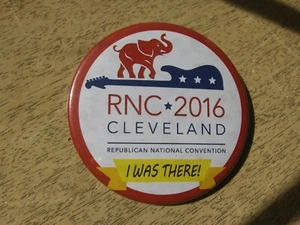 RNC★2016
CLEVELAND
REPUBLICAN NATIONAL CONVENTION
I WAS THERE!